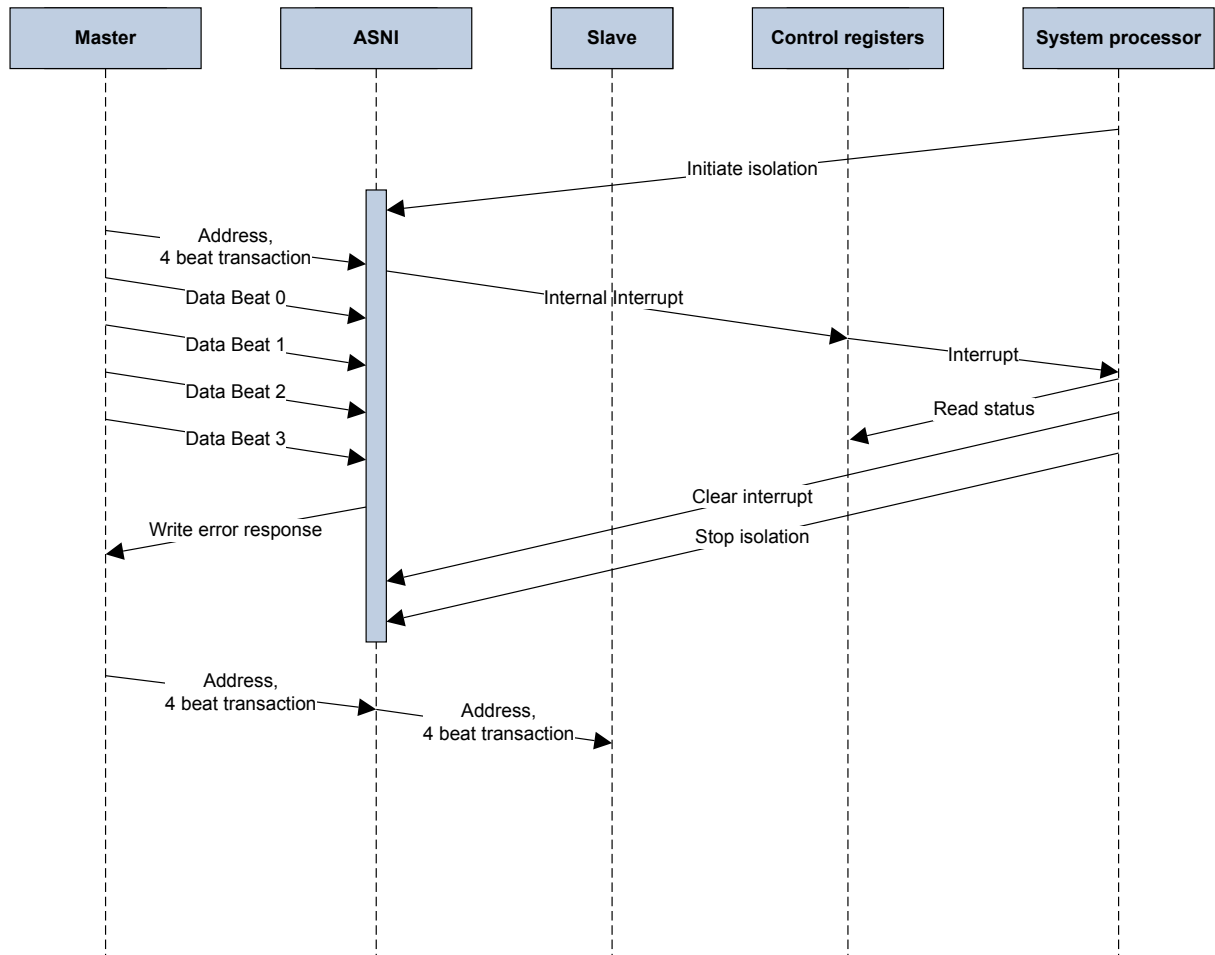 Master
ASNI
Slave
Control registers
System processor
Initiate isolation
Address,
4 beat transaction
Data Beat 0
Internal Interrupt
Data Beat 1
Interrupt
Data Beat 2
Read status
Data Beat 3
Clear interrupt
Write error response
Stop isolation
Address,
4 beat transaction
Address,
4 beat transaction